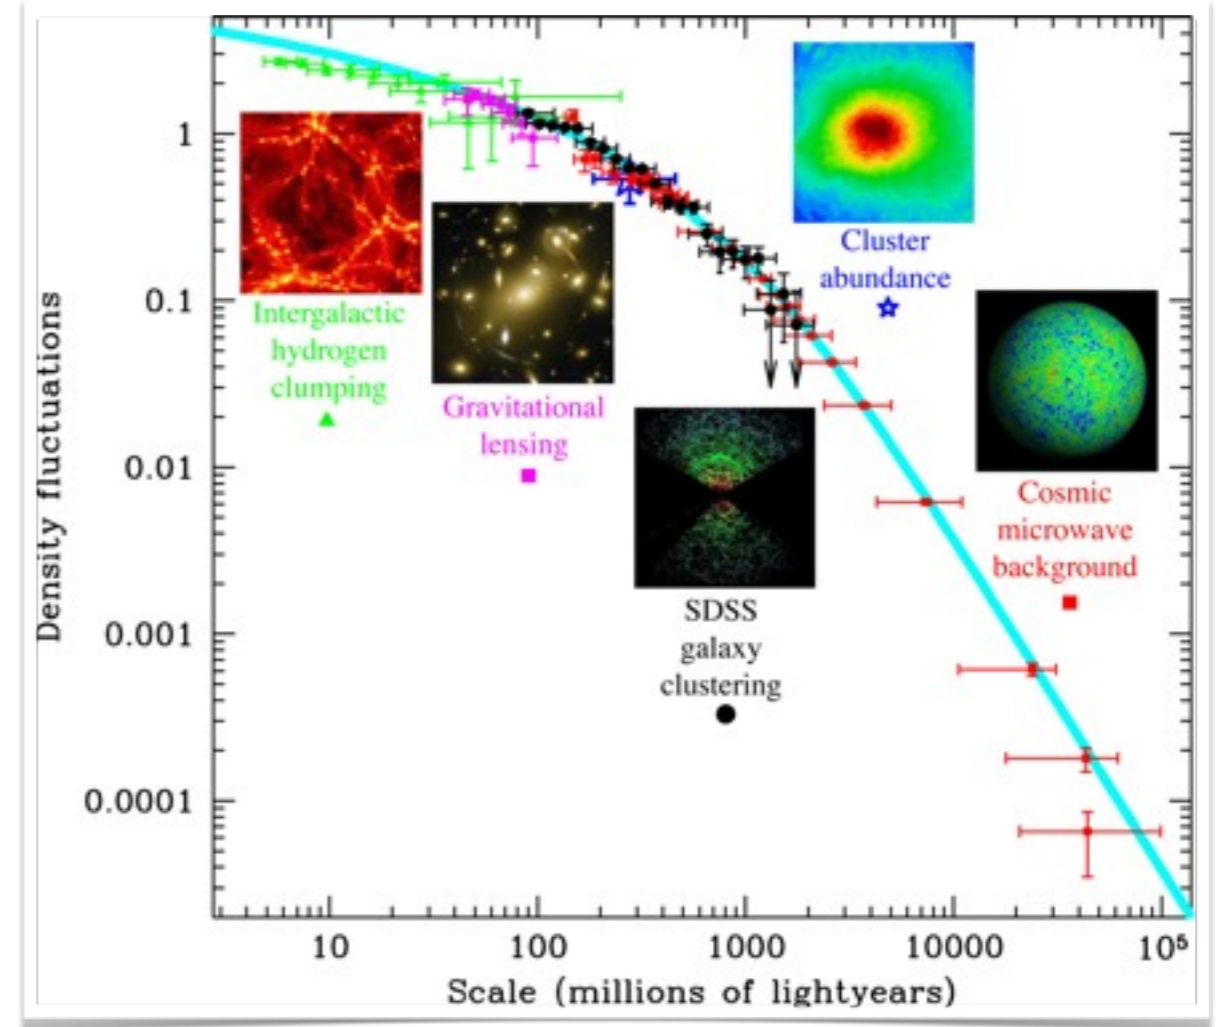 1
0.1
0.01
0.001
0.0001
Density fluctuations
Intergalactic
hydrogen
clumping
Gravitational
lensing
SDSS
galaxy
clustering
Cluster
abundance
Cosmic
microwave
background
10 100 1000 10000 10⁵
Scale (millions of lightyears)